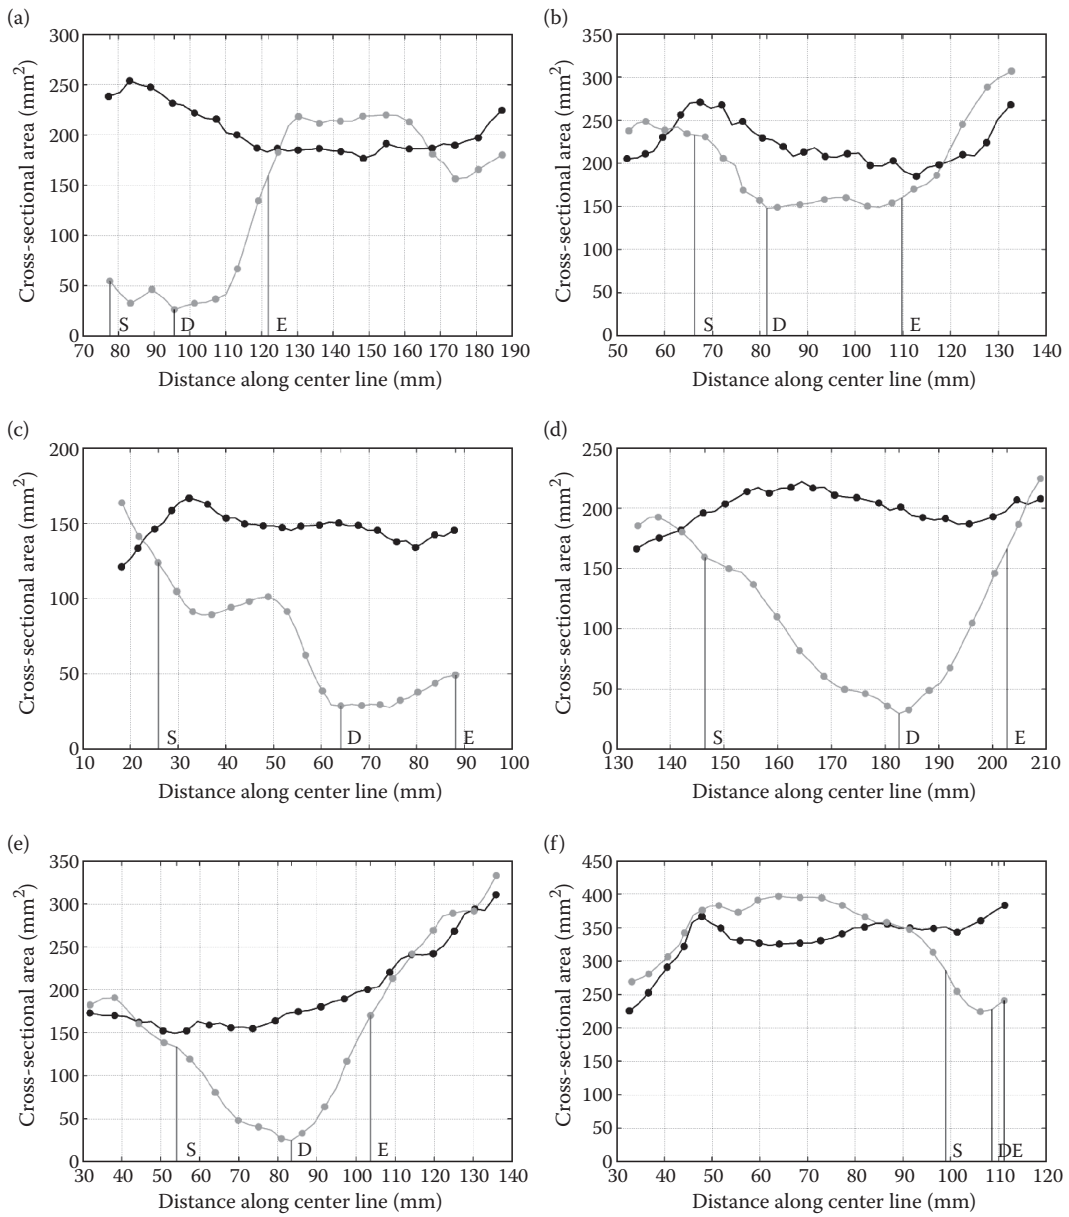 (a)
300
250
200
150
100
50
0
Cross-sectional area (mm²)
S D E
70 80 90 100 110 120 130 140 150 160 170 180 190
Distance along center line (mm)
(b)
350
300
250
200
150
100
50
0
Cross-sectional area (mm²)
S D E
50 60 70 80 90 100 110 120 130 140
Distance along center line (mm)
(c)
200
150
100
50
0
Cross-sectional area (mm²)
S D E
10 20 30 40 50 60 70 80 90 100
Distance along center line (mm)
(d)
250
200
150
100
50
0
Cross-sectional area (mm²)
S D E
130 140 150 160 170 180 190 200 210
Distance along center line (mm)
(e)
350
300
250
200
150
100
50
0
Cross-sectional area (mm²)
S D E
30 40 50 60 70 80 90 100 110 120 130 140
Distance along center line (mm)
(f)
450
400
350
300
250
200
150
100
50
0
Cross-sectional area (mm²)
S DE
30 40 50 60 70 80 90 100 110 120
Distance along center line (mm)